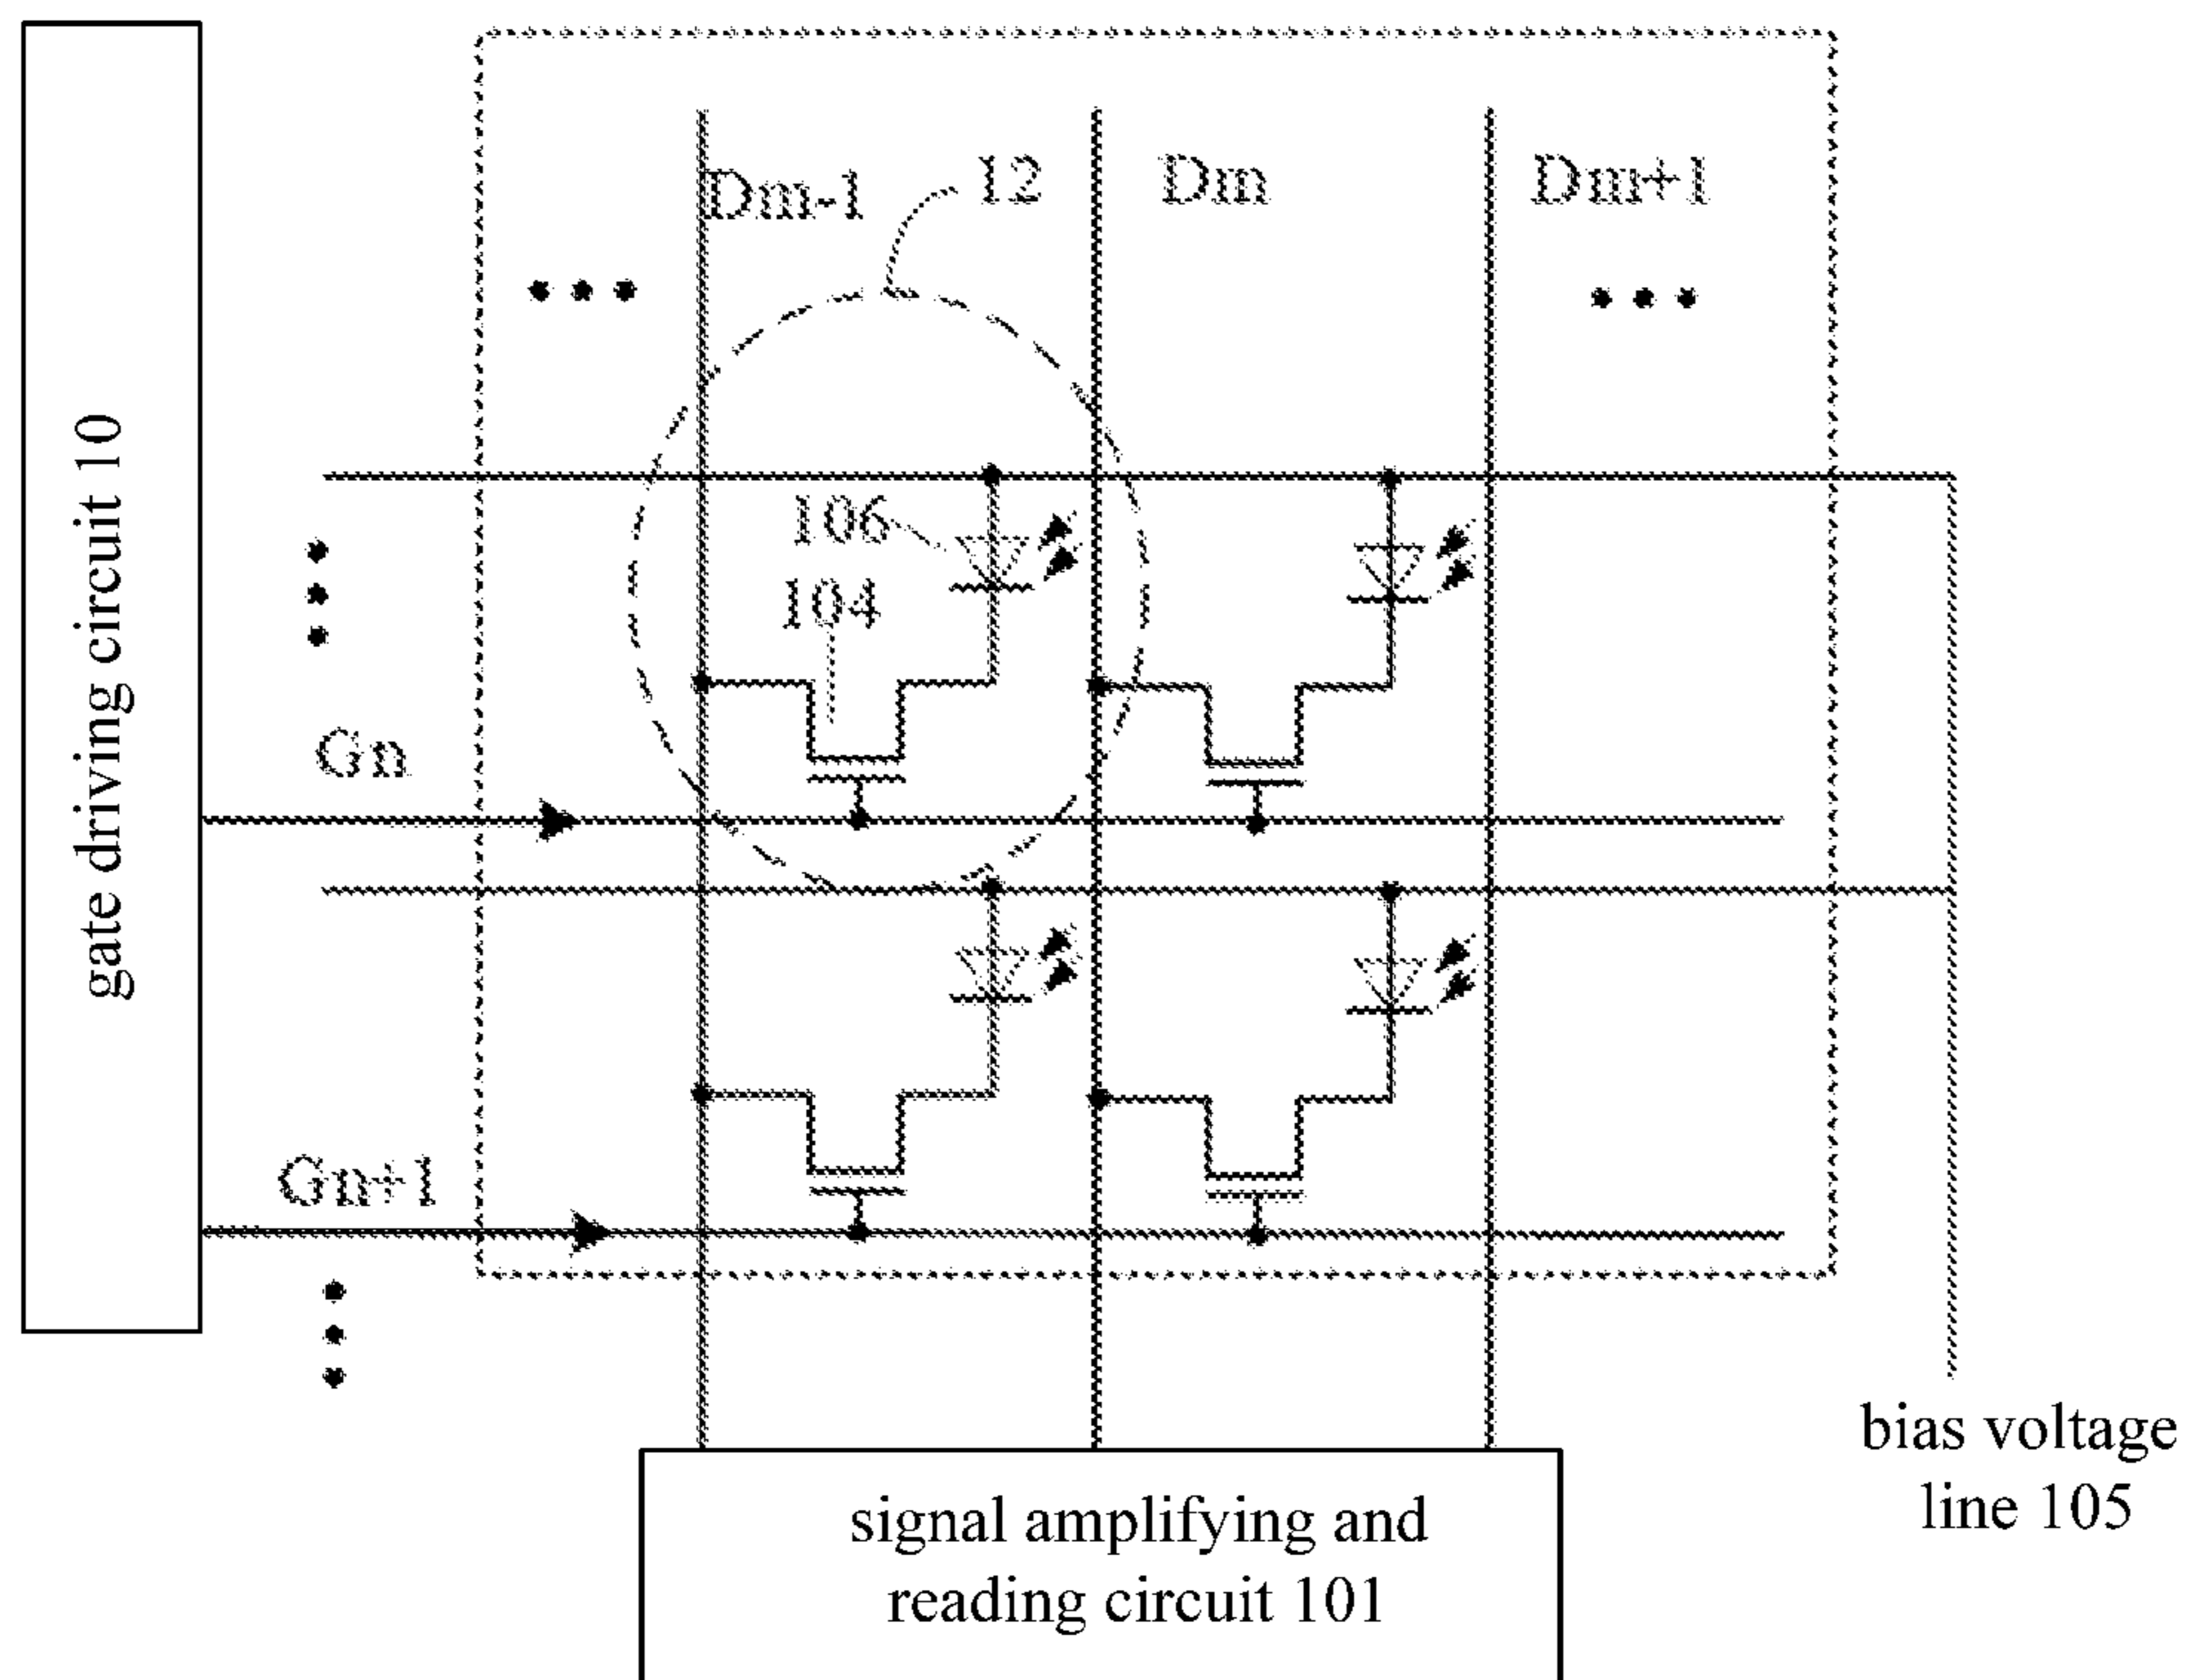 gate driving circuit 10
Dm-1
12
Dm
Dm+1
106
104
Gn
Gn+1
bias voltage
line 105
signal amplifying and
reading circuit 101